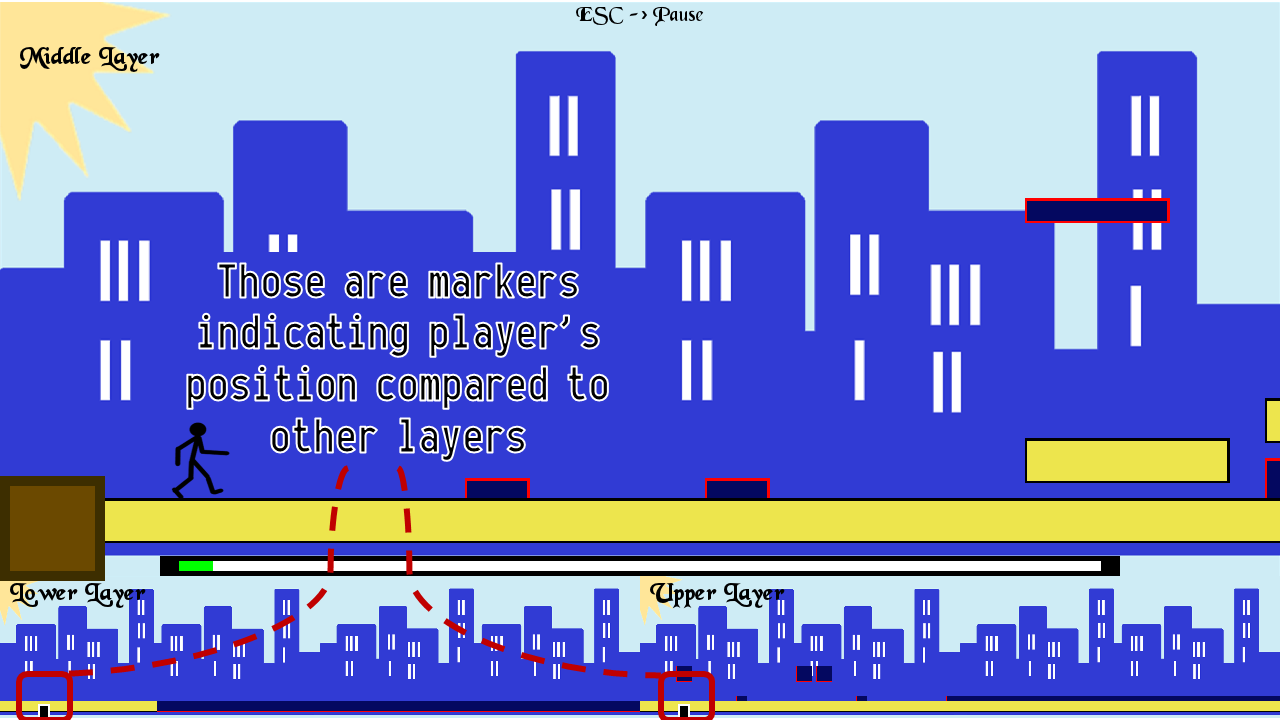 ESC -> Pause
Middle Layer
Those are markers
indicating player's
position compared to
other layers
Lower Layer
Upper Layer